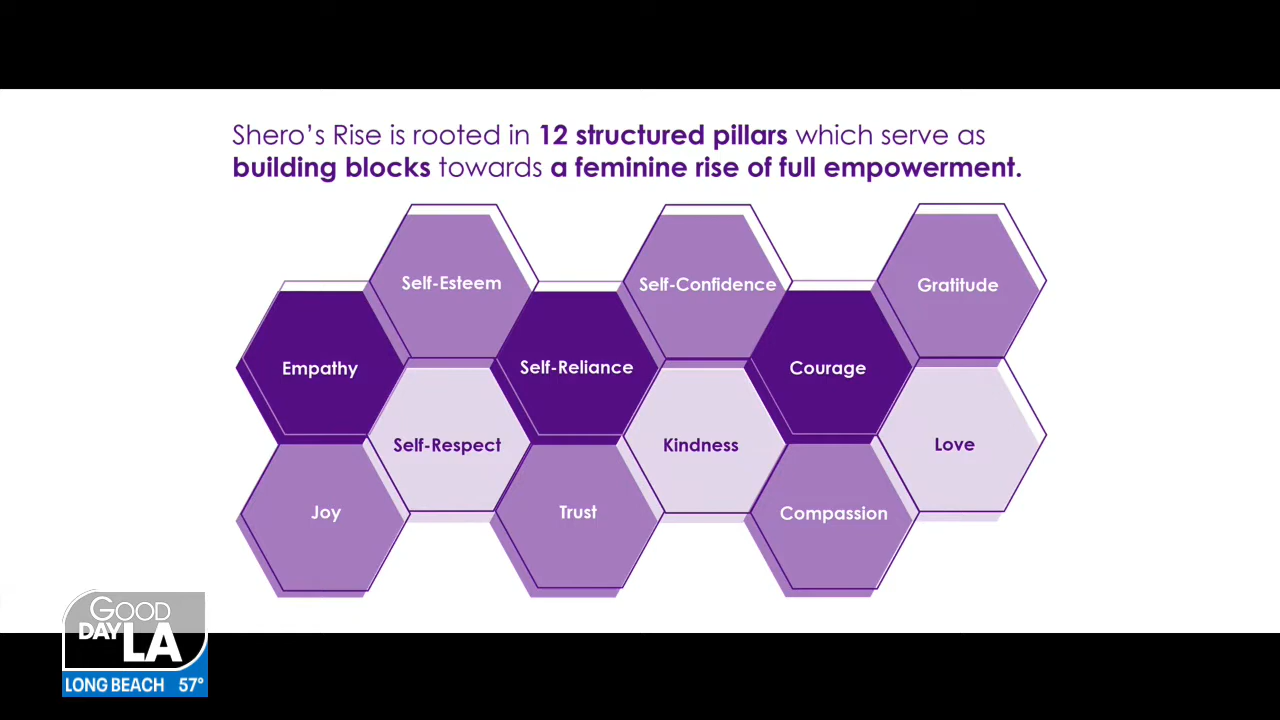 Shero's Rise is rooted in 12 structured pillars which serve as
building blocks towards a feminine rise of full empowerment.
Self-Esteem
Self-Confidence
Gratitude
Empathy
Self-Reliance
Courage
Self-Respect
Kindness
Love
Joy
Trust
Compassion
GOOD
DAY LA
LONG BEACH 57°